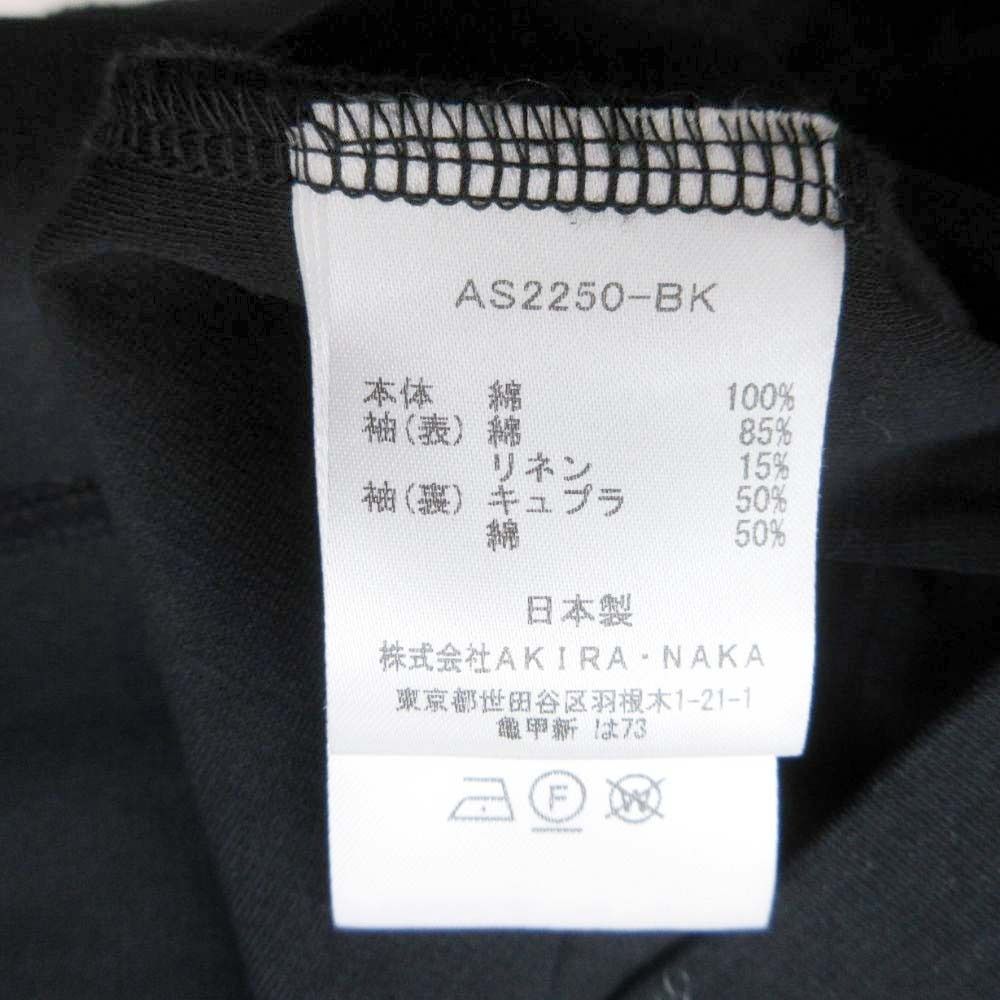 AS2250-BK
本体 綿 100%
袖(表) 綿 85%
リネン 15%
袖(裏) キュプラ 50%
綿 50%
日本製
株式会社AKIRA・NAKA
東京都世田谷区羽根木1-21-1
亀甲新 は73
F W